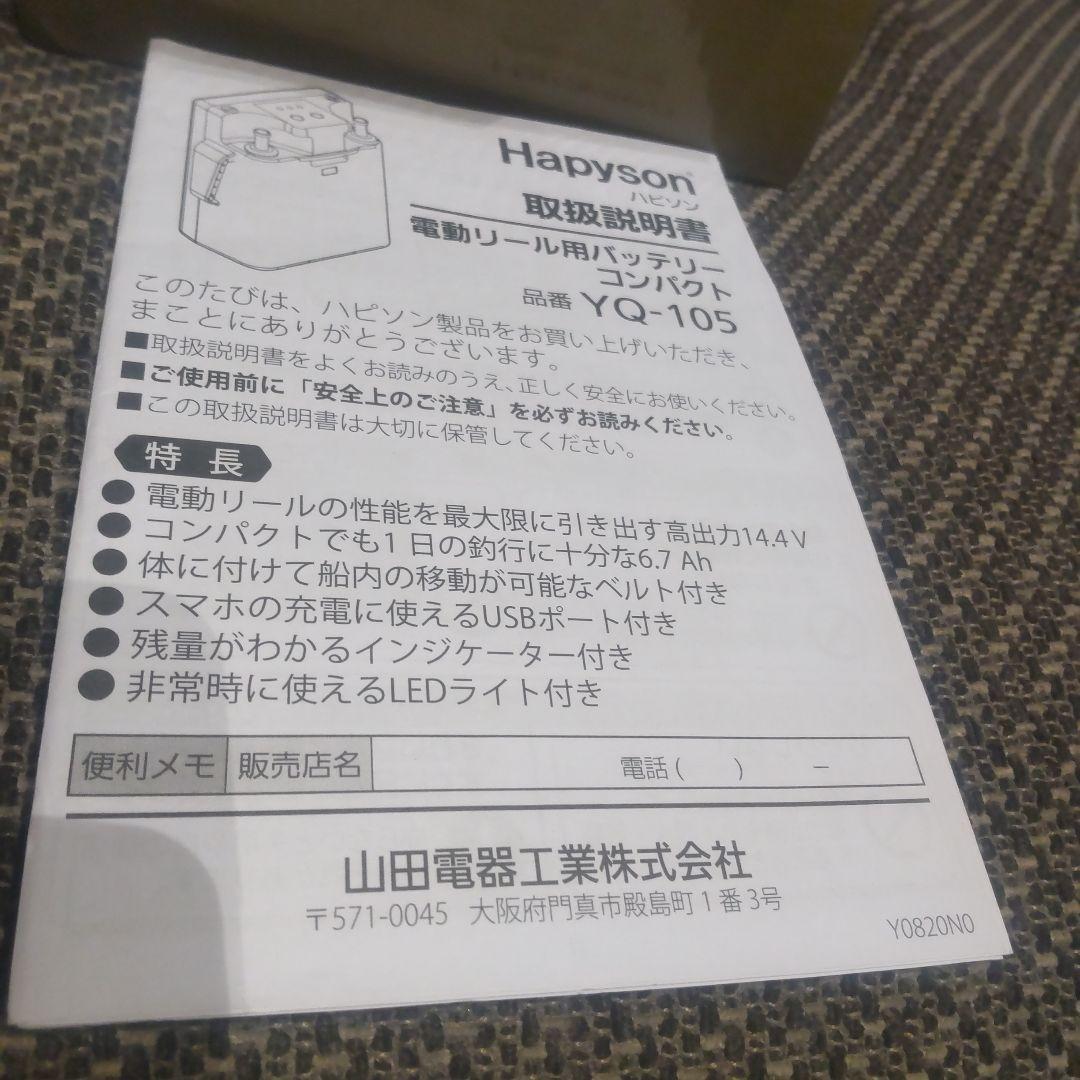 Hapyson
ハピソン
取扱説明書
電動リール用バッテリー
コンパクト
品番 YQ-105
このたびは、ハピソン製品をお買い上げいただき、
まことにありがとうございます。
■取扱説明書をよくお読みのうえ、正しく安全にお使いください。
■ご使用前に「安全上のご注意」を必ずお読みください。
■この取扱説明書は大切に保管してください。
特 長
●電動リールの性能を最大限に引き出す高出力14.4 V
●コンパクトでも1日の釣行に十分な6.7 Ah
●体に付けて船内の移動が可能なベルト付き
●スマホの充電に使えるUSBポート付き
●残量がわかるインジケーター付き
●非常時に使えるLEDライト付き
便利メモ 販売店名 電話( ) －
山田電器工業株式会社
〒571-0045 大阪府門真市殿島町1番3号
Y0820N0